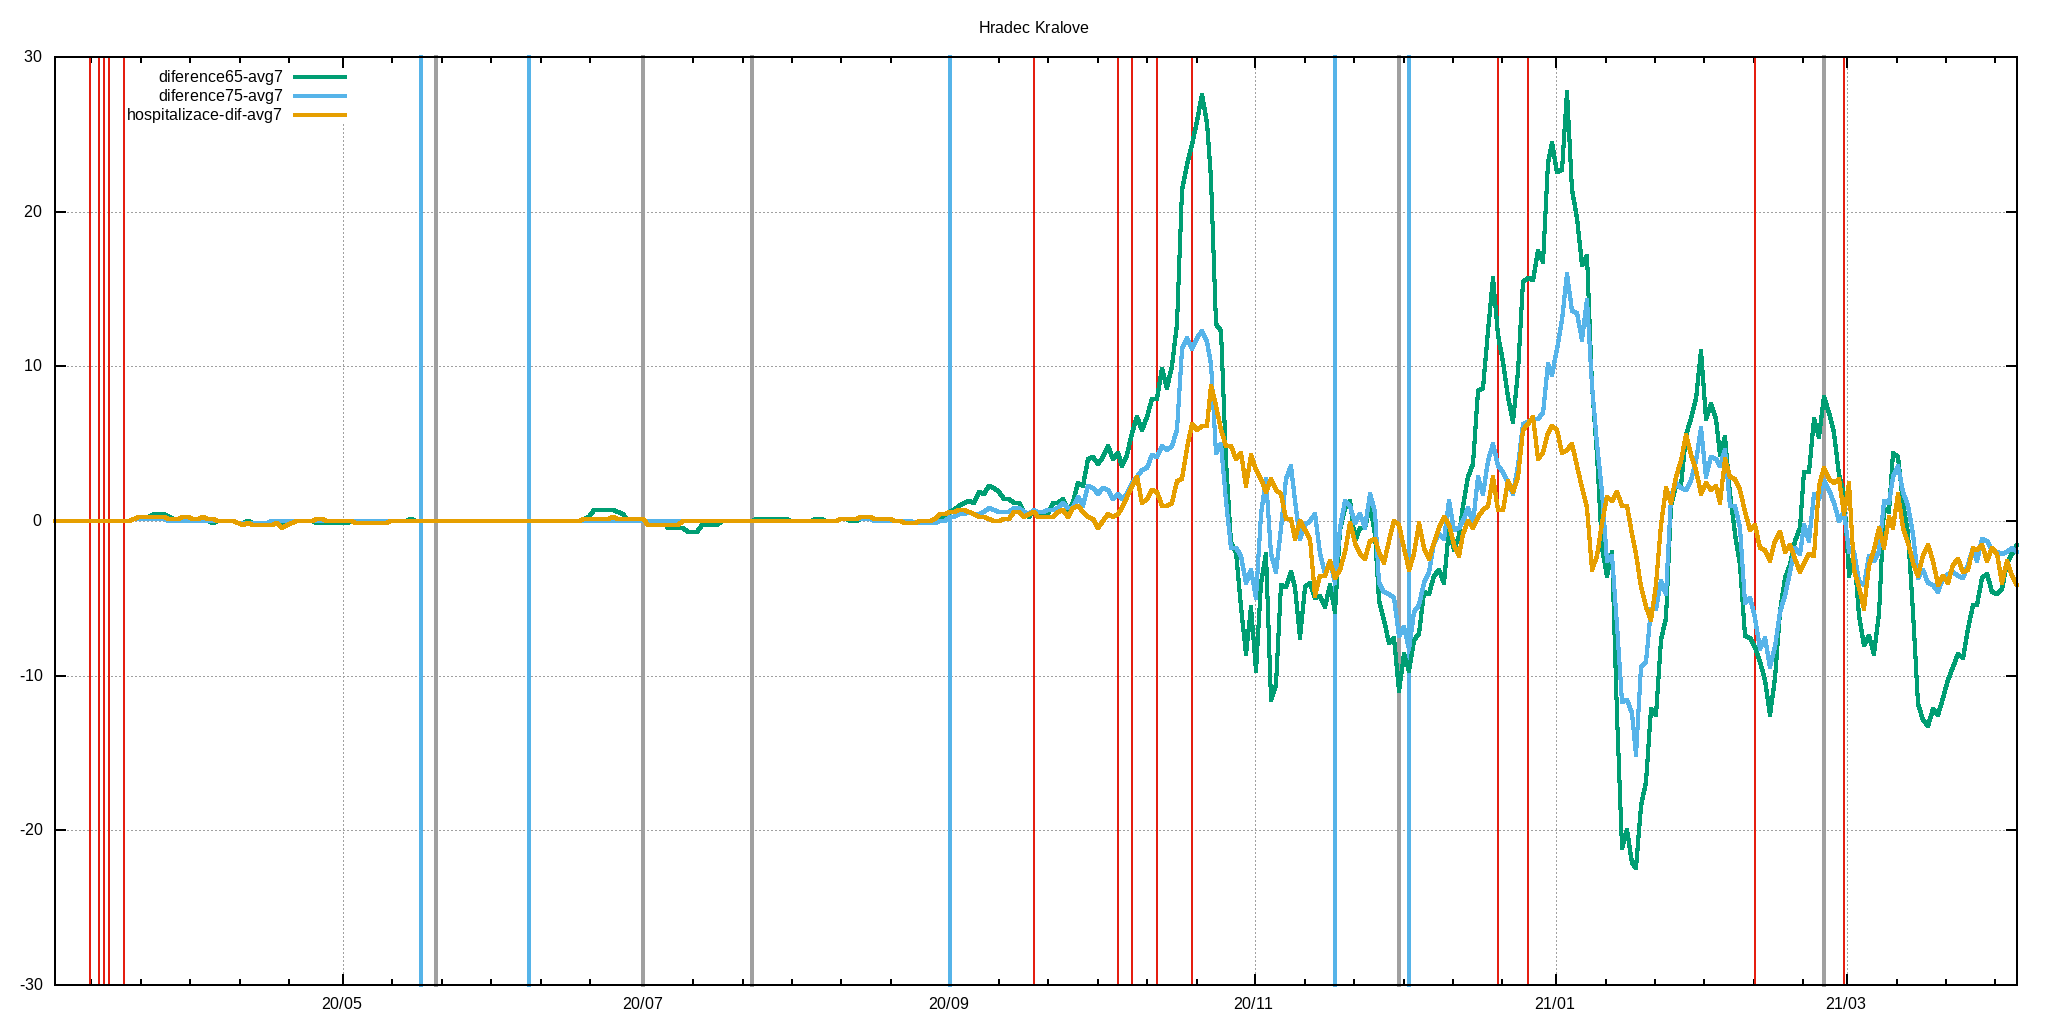 Hradec Kralove
30
diference65-avg7
diference75-avg7
hospitalizace-dif-avg7
20
10
0
-10
-20
-30
20/05 20/07 20/09 20/11 21/01 21/03